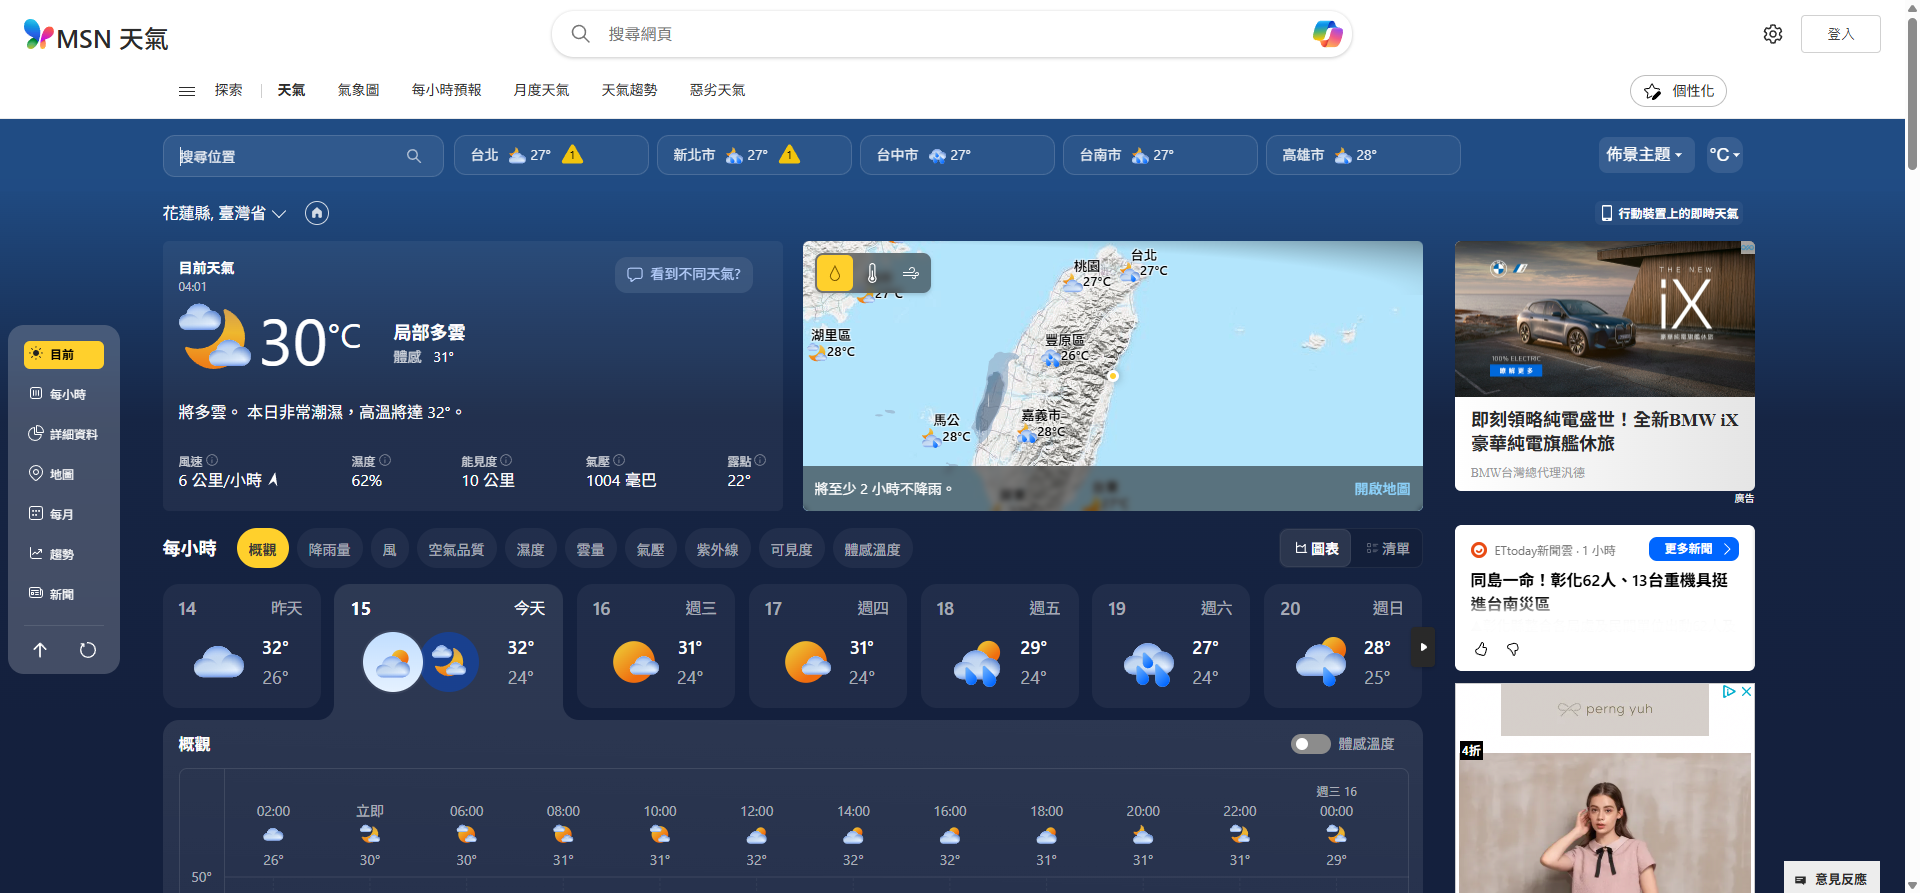 MSN 天氣
搜尋網頁
登入
探索
天氣
氣象圖
每小時預報
月度天氣
天氣趨勢
惡劣天氣
個性化
搜尋位置
台北 27° 1
新北市 27° 1
台中市 27°
台南市 27°
高雄市 28°
佈景主題
°C
花蓮縣, 臺灣省
行動裝置上的即時天氣
目前
每小時
詳細資料
地圖
每月
趨勢
新聞
目前天氣
04:01
看到不同天氣?
30°C
局部多雲
體感 31°
將多雲。 本日非常潮濕，高溫將達 32°。
風速 濕度 能見度 氣壓 露點
6 公里/小時 62% 10 公里 1004 毫巴 22°
台北
27°C
桃園
27°C
27°C
湖里區
28°C
豐原區
26°C
馬公
28°C
嘉義市
28°C
將至少 2 小時不降雨。
開啟地圖
THE NEW
iX
豪華純電旗艦休旅
100% ELECTRIC
瞭解更多
即刻領略純電盛世！全新BMW iX
豪華純電旗艦休旅
BMW台灣總代理汎德
廣告
每小時
概觀
降雨量
風
空氣品質
濕度
雲量
氣壓
紫外線
可見度
體感溫度
圖表
清單
14 昨天
32°
26°
15 今天
32°
24°
16 週三
31°
24°
17 週四
31°
24°
18 週五
29°
24°
19 週六
27°
24°
20 週日
28°
25°
ETtoday新聞雲 · 1 小時
更多新聞
同島一命！彰化62人、13台重機具挺
進台南災區
概觀
體感溫度
週三 16
02:00 立即 06:00 08:00 10:00 12:00 14:00 16:00 18:00 20:00 22:00 00:00
26° 30° 30° 31° 31° 32° 32° 32° 31° 31° 31° 29°
50°
perng yuh
4折
意見反應